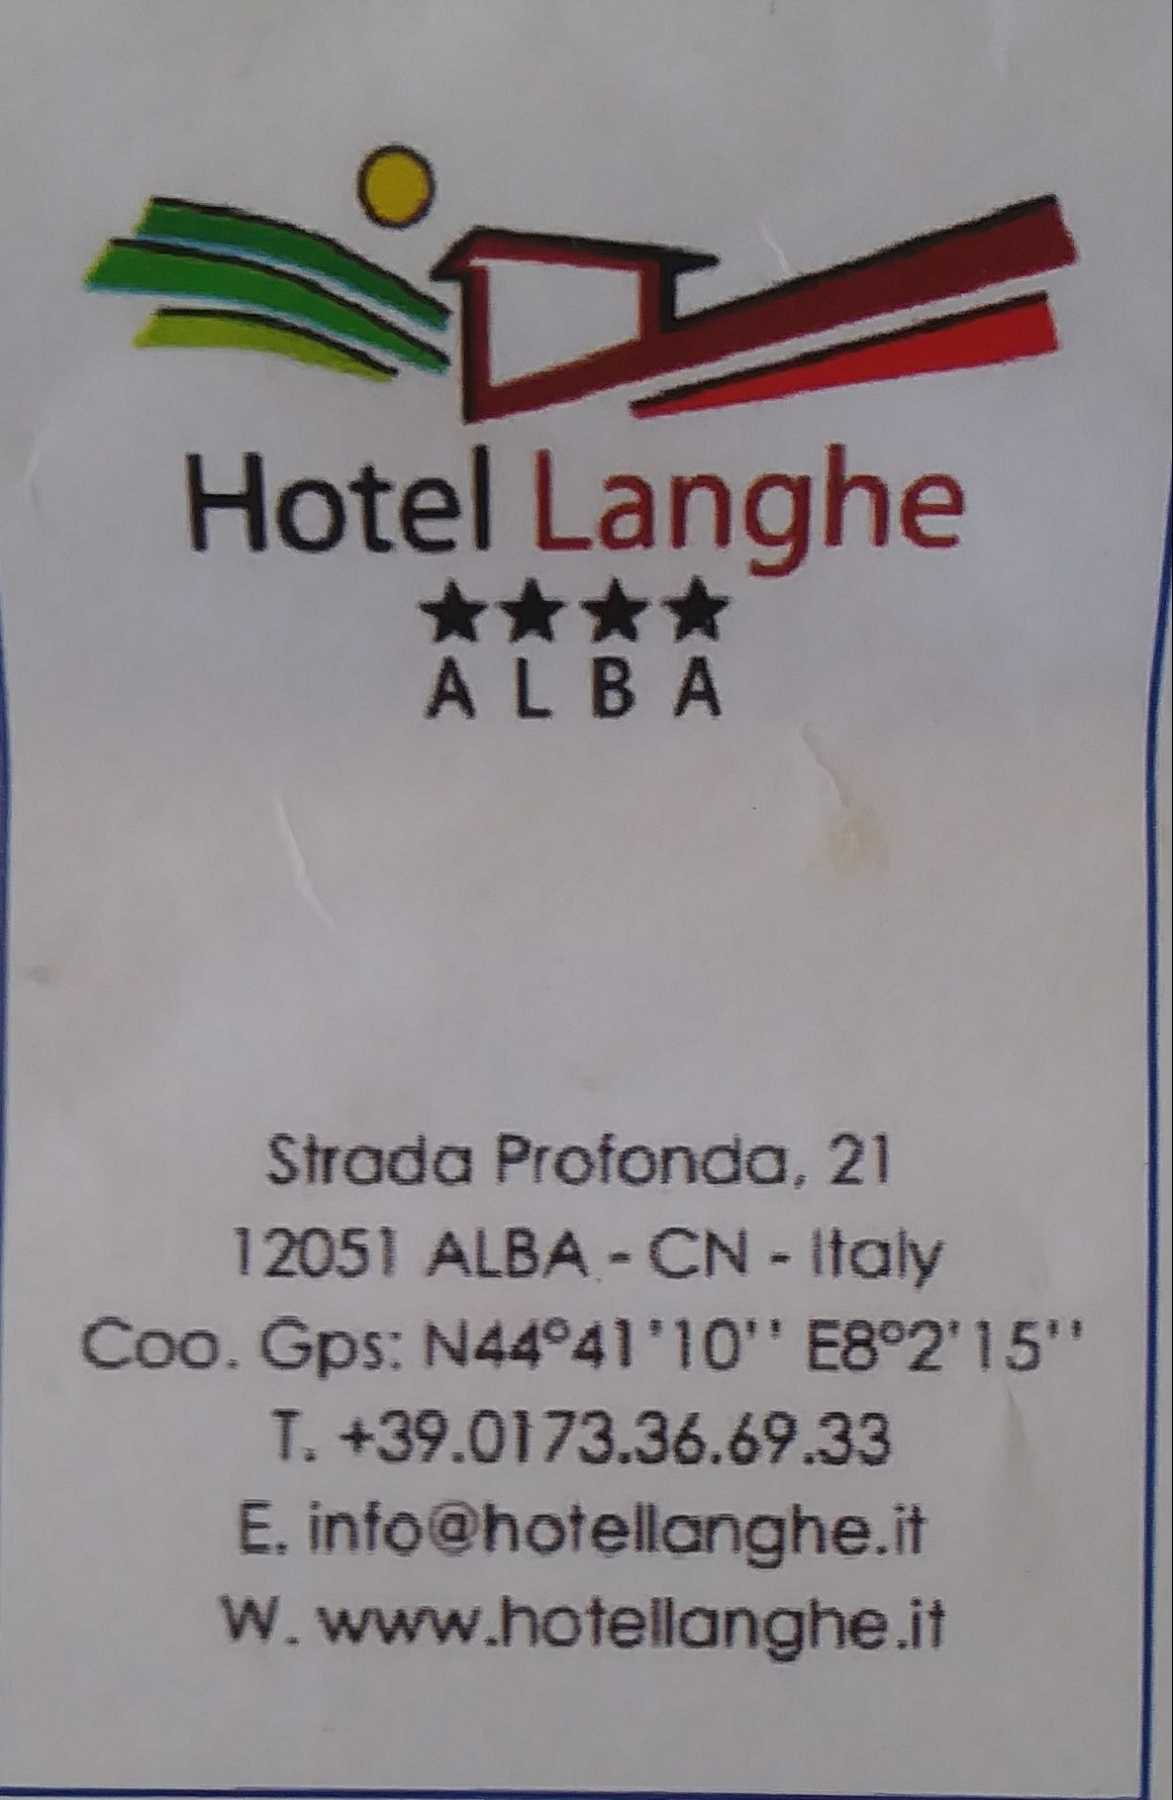 Hotel Langhe
★★★★
ALBA
Strada Profonda, 21
12051 ALBA - CN - Italy
Coo. Gps: N44°41'10'' E8°2'15''
T. +39.0173.36.69.33
E. info@hotellanghe.it
W. www.hotellanghe.it